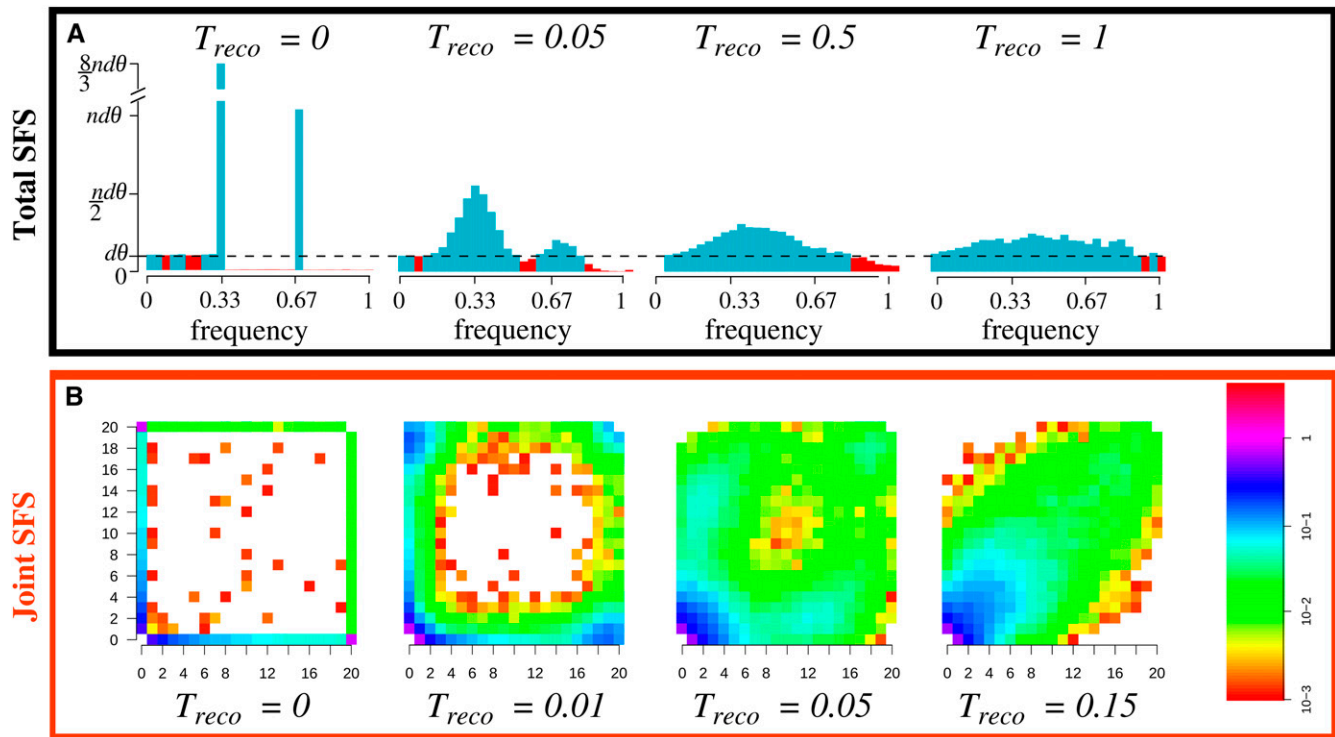 Total SFS
A
T_reco = 0
T_reco = 0.05
T_reco = 0.5
T_reco = 1
8/3 ndθ
ndθ
n/2 dθ
dθ
0
0 0.33 0.67 1
0 0.33 0.67 1
0 0.33 0.67 1
0 0.33 0.67 1
frequency
frequency
frequency
frequency
Joint SFS
B
20
18
16
14
12
10
8
6
4
2
0
0 2 4 6 8 12 16 20
0 2 4 6 8 12 16 20
0 2 4 6 8 12 16 20
0 2 4 6 8 12 16 20
T_reco = 0
T_reco = 0.01
T_reco = 0.05
T_reco = 0.15
1
10⁻¹
10⁻²
10⁻³